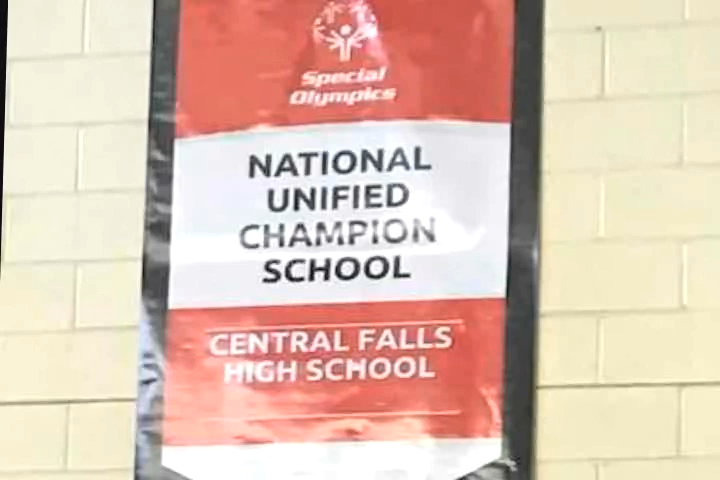 Special
Olympics
NATIONAL
UNIFIED
CHAMPION
SCHOOL
CENTRAL FALLS
HIGH SCHOOL